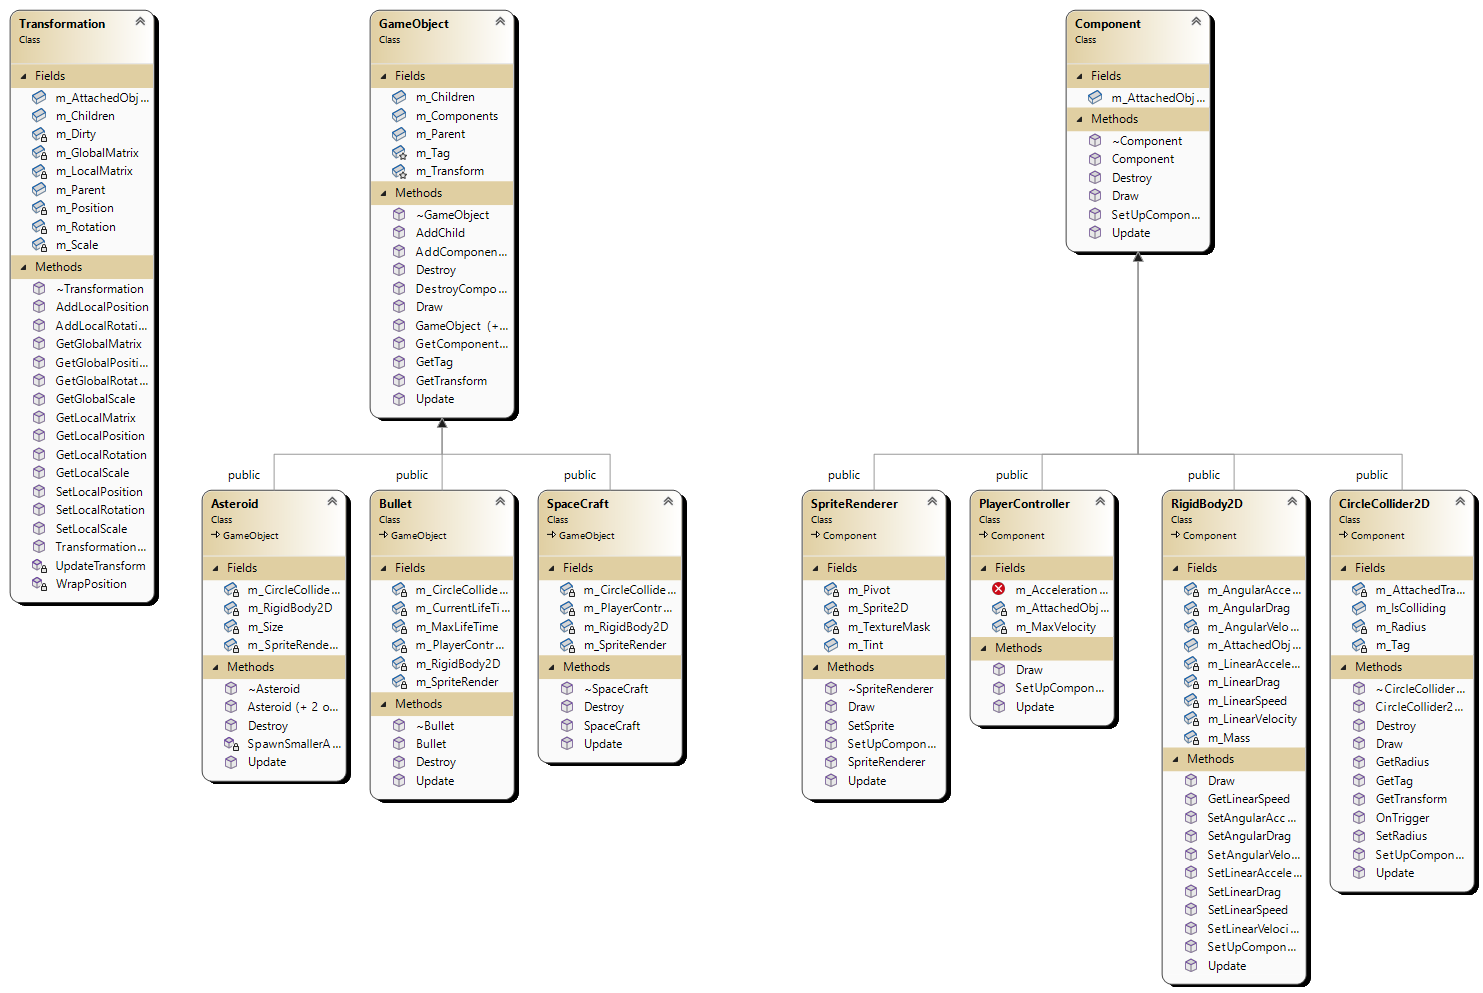 Transformation
Class
Fields
m_AttachedObj...
m_Children
m_Dirty
m_GlobalMatrix
m_LocalMatrix
m_Parent
m_Position
m_Rotation
m_Scale
Methods
~Transformation
AddLocalPosition
AddLocalRotati...
GetGlobalMatrix
GetGlobalPositi...
GetGlobalRotat...
GetGlobalScale
GetLocalMatrix
GetLocalPosition
GetLocalRotation
GetLocalScale
SetLocalPosition
SetLocalRotation
SetLocalScale
Transformation...
UpdateTransform
WrapPosition
GameObject
Class
Fields
m_Children
m_Components
m_Parent
m_Tag
m_Transform
Methods
~GameObject
AddChild
AddComponen...
Destroy
DestroyCompo...
Draw
GameObject (+...
GetComponent...
GetTag
GetTransform
Update
Component
Class
Fields
m_AttachedObj...
Methods
~Component
Component
Destroy
Draw
SetUpCompon...
Update
public
Asteroid
Class
GameObject
Fields
m_CircleCollide...
m_RigidBody2D
m_Size
m_SpriteRende...
Methods
~Asteroid
Asteroid (+ 2 o...
Destroy
SpawnSmallerA...
Update
public
Bullet
Class
GameObject
Fields
m_CircleCollide...
m_CurrentLifeTi...
m_MaxLifeTime
m_PlayerContr...
m_RigidBody2D
m_SpriteRender
Methods
~Bullet
Bullet
Destroy
Update
public
SpaceCraft
Class
GameObject
Fields
m_CircleCollide...
m_PlayerContr...
m_RigidBody2D
m_SpriteRender
Methods
~SpaceCraft
Destroy
SpaceCraft
Update
public
SpriteRenderer
Class
Component
Fields
m_Pivot
m_Sprite2D
m_TextureMask
m_Tint
Methods
~SpriteRenderer
Draw
SetSprite
SetUpCompon...
SpriteRenderer
Update
public
PlayerController
Class
Component
Fields
m_Acceleration...
m_AttachedObj...
m_MaxVelocity
Methods
Draw
SetUpCompon...
Update
public
RigidBody2D
Class
Component
Fields
m_AngularAcce...
m_AngularDrag
m_AngularVelo...
m_AttachedObj...
m_LinearAccele...
m_LinearDrag
m_LinearSpeed
m_LinearVelocity
m_Mass
Methods
Draw
GetLinearSpeed
SetAngularAcc...
SetAngularDrag
SetAngularVelo...
SetLinearAccele...
SetLinearDrag
SetLinearSpeed
SetLinearVeloci...
SetUpCompon...
Update
public
CircleCollider2D
Class
Component
Fields
m_AttachedTra...
m_IsColliding
m_Radius
m_Tag
Methods
~CircleCollider...
CircleCollider2...
Destroy
Draw
GetRadius
GetTag
GetTransform
OnTrigger
SetRadius
SetUpCompon...
Update